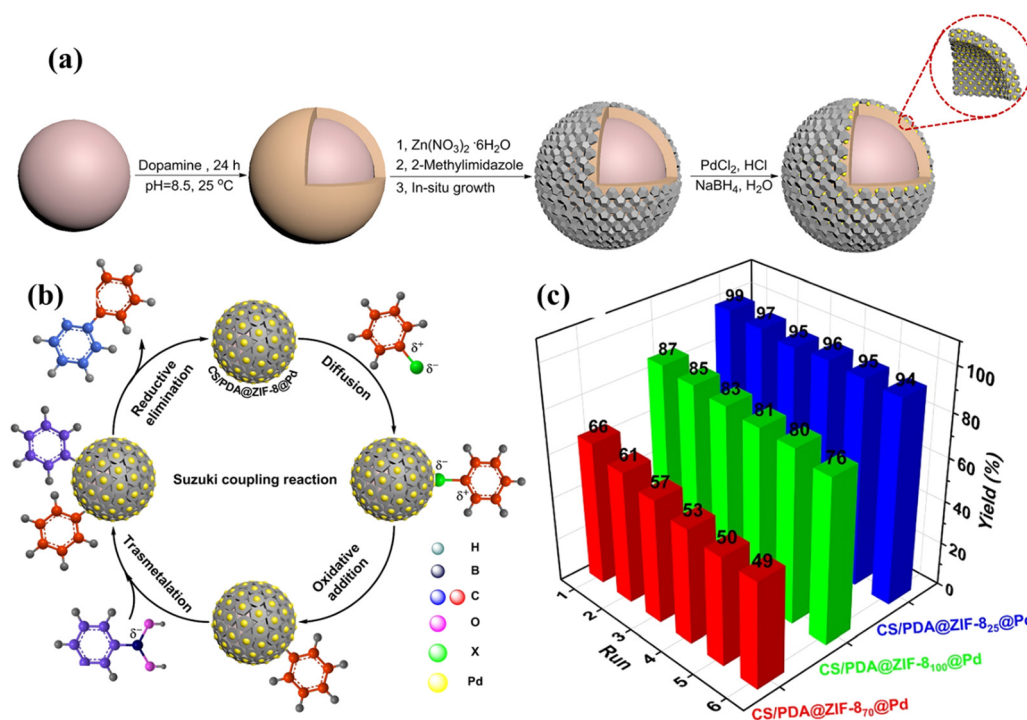 (a)
Dopamine , 24 h
pH=8.5, 25 °C
1, Zn(NO₃)₂ ·6H₂O
2, 2-Methylimidazole
3, In-situ growth
PdCl₂, HCl
NaBH₄, H₂O
(b)
CS/PDA@ZIF-8@Pd
Diffusion
Reductive
elimination
δ⁺
δ⁻
Suzuki coupling reaction
δ⁻
δ⁺
Trasmetalation
Oxidative
addition
δ⁻
H
B
C
O
X
Pd
(c)
99
97
95
96
95
94
87
85
83
81
80
76
66
61
57
53
50
49
100
80
60
40
20
0
Yield (%)
1
2
3
4
5
6
Run
CS/PDA@ZIF-8₂₅@Pd
CS/PDA@ZIF-8₁₀₀@Pd
CS/PDA@ZIF-8₇₀@Pd